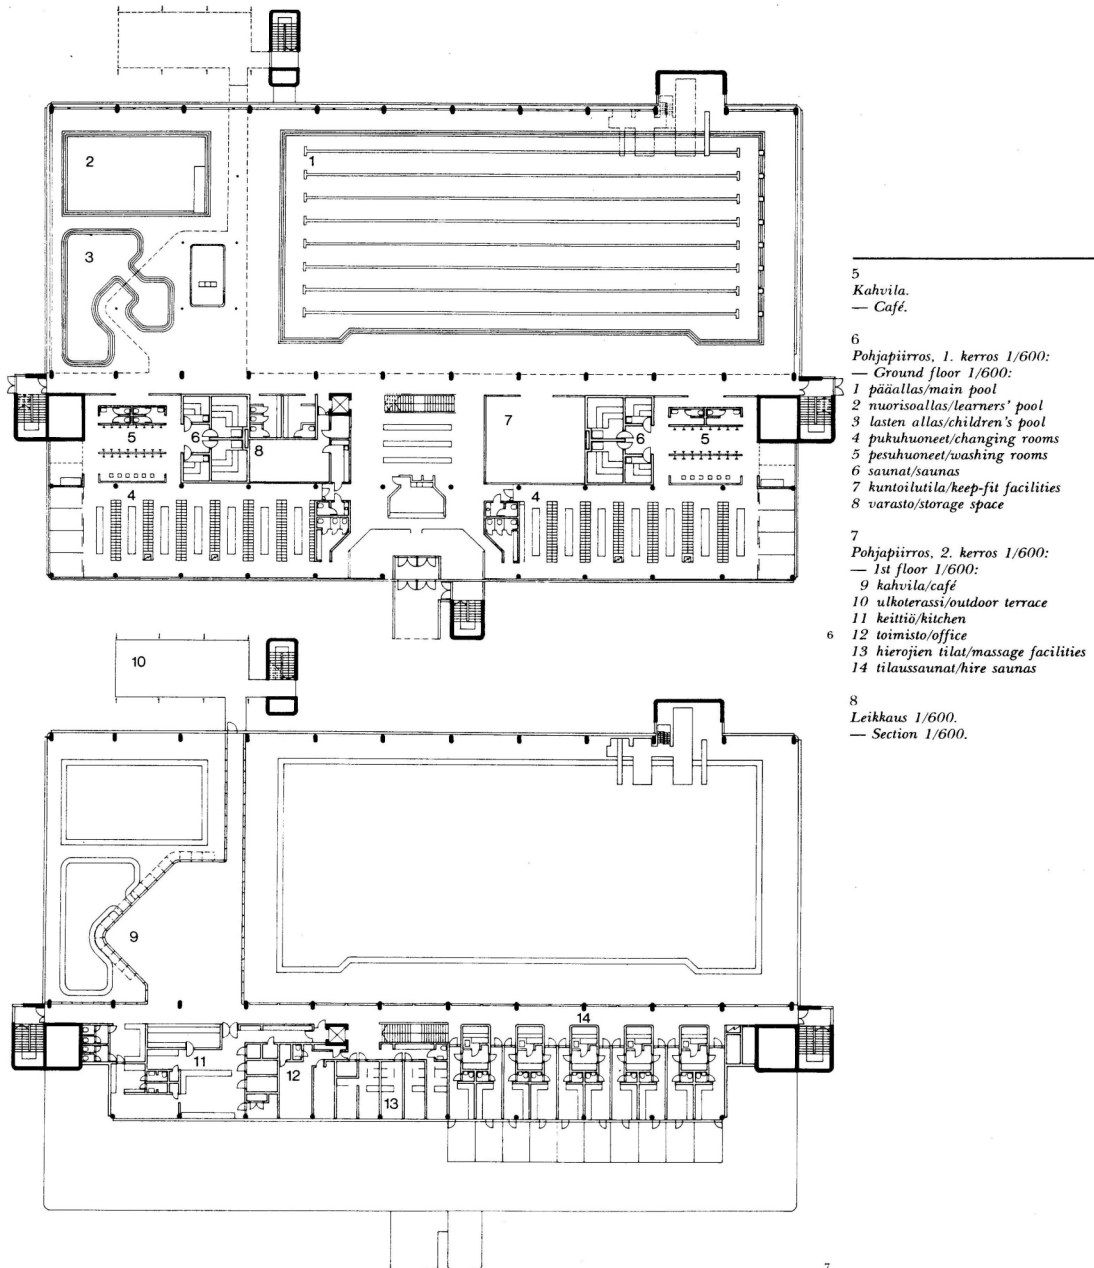 2
1
3
5
6
8
7
6
5
4
4
5
Kahvila.
— Café.
6
Pohjapiirros, 1. kerros 1/600:
— Ground floor 1/600:
1 pääallas/main pool
2 nuorisoallas/learners' pool
3 lasten allas/children's pool
4 pukuhuoneet/changing rooms
5 pesuhuoneet/washing rooms
6 saunat/saunas
7 kuntoilutila/keep-fit facilities
8 varasto/storage space
7
Pohjapiirros, 2. kerros 1/600:
— 1st floor 1/600:
9 kahvila/café
10 ulkoterassi/outdoor terrace
11 keittiö/kitchen
12 toimisto/office
13 hierojien tilat/massage facilities
14 tilaussaunat/hire saunas
8
Leikkaus 1/600.
— Section 1/600.
6
10
9
14
11
12
13
7